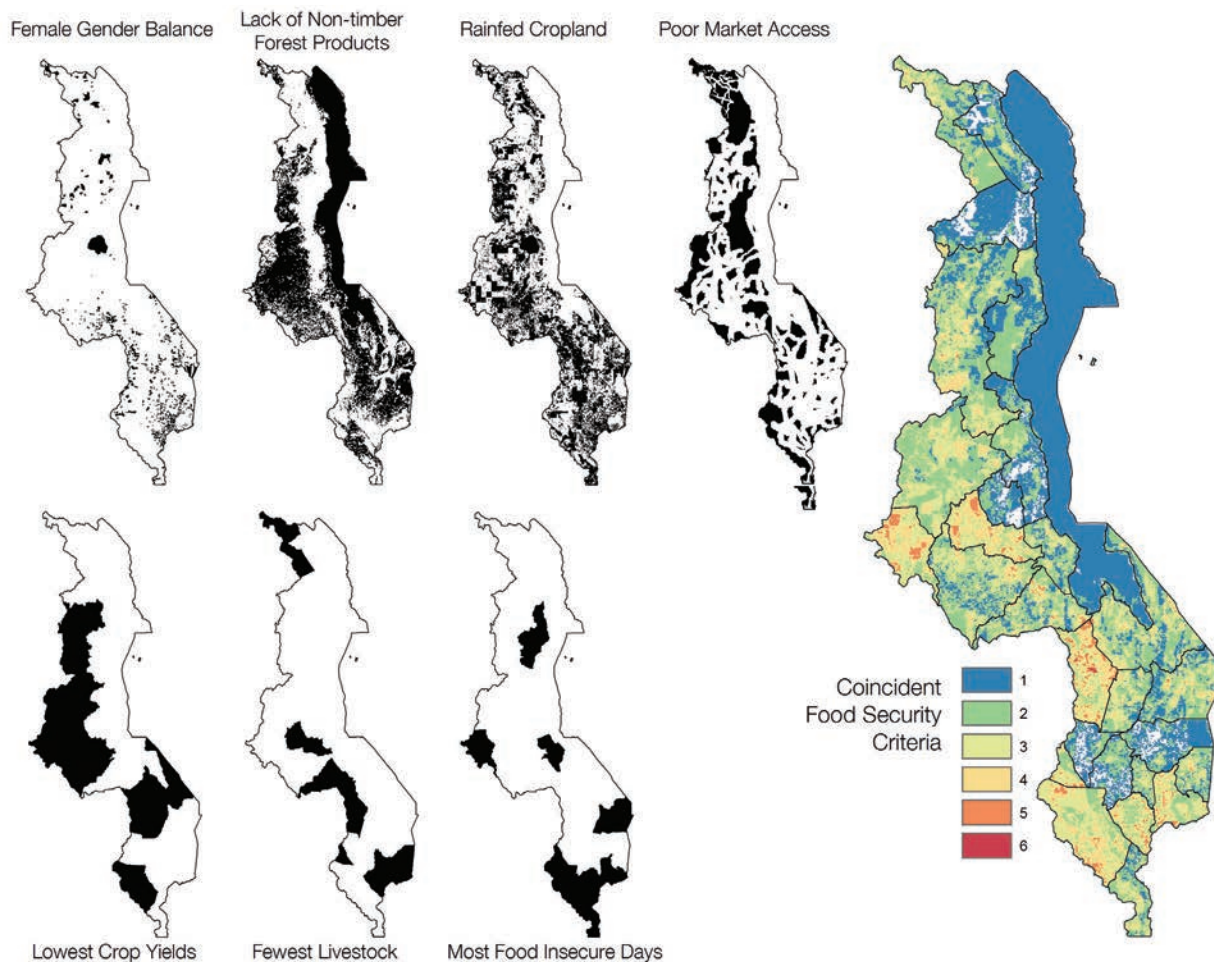 Female Gender Balance
Lack of Non-timber
Forest Products
Rainfed Cropland
Poor Market Access
Lowest Crop Yields
Fewest Livestock
Most Food Insecure Days
Coincident
Food Security
Criteria
1
2
3
4
5
6